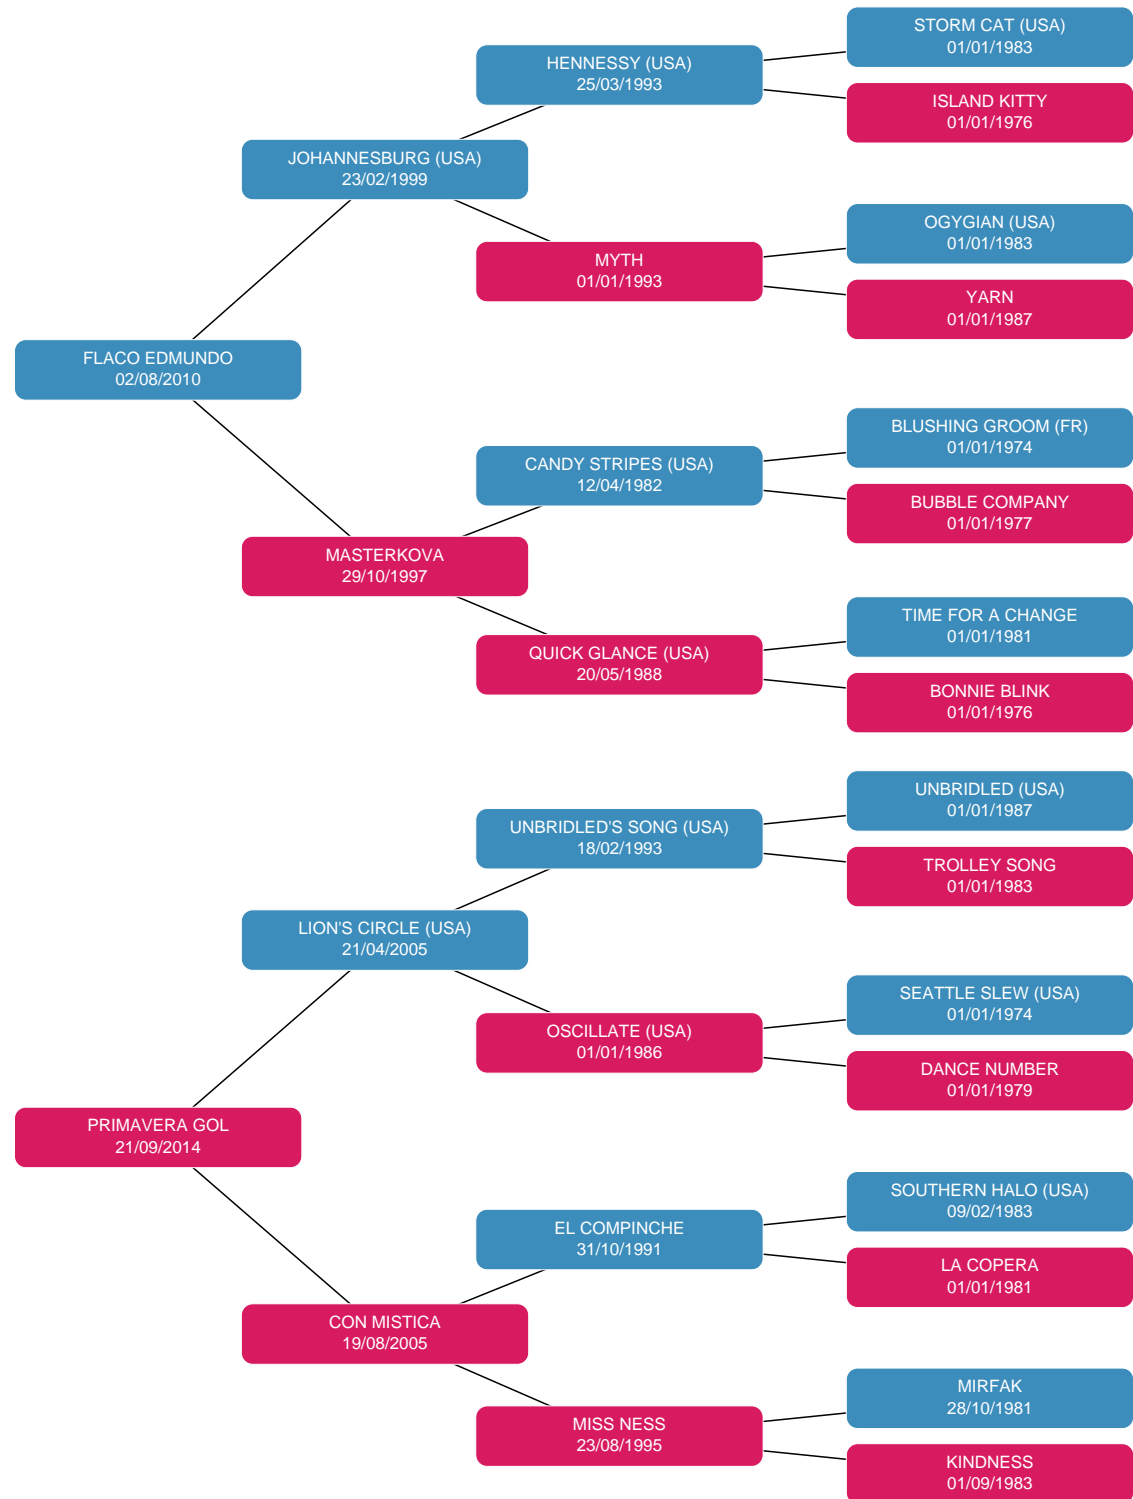 STORM CAT (USA)
01/01/1983
HENNESSY (USA)
25/03/1993
ISLAND KITTY
01/01/1976
JOHANNESBURG (USA)
23/02/1999
OGYGIAN (USA)
01/01/1983
MYTH
01/01/1993
YARN
01/01/1987
FLACO EDMUNDO
02/08/2010
BLUSHING GROOM (FR)
01/01/1974
CANDY STRIPES (USA)
12/04/1982
BUBBLE COMPANY
01/01/1977
MASTERKOVA
29/10/1997
TIME FOR A CHANGE
01/01/1981
QUICK GLANCE (USA)
20/05/1988
BONNIE BLINK
01/01/1976
UNBRIDLED (USA)
01/01/1987
UNBRIDLED'S SONG (USA)
18/02/1993
TROLLEY SONG
01/01/1983
LION'S CIRCLE (USA)
21/04/2005
SEATTLE SLEW (USA)
01/01/1974
OSCILLATE (USA)
01/01/1986
DANCE NUMBER
01/01/1979
PRIMAVERA GOL
21/09/2014
SOUTHERN HALO (USA)
09/02/1983
EL COMPINCHE
31/10/1991
LA COPERA
01/01/1981
CON MISTICA
19/08/2005
MIRFAK
28/10/1981
MISS NESS
23/08/1995
KINDNESS
01/09/1983